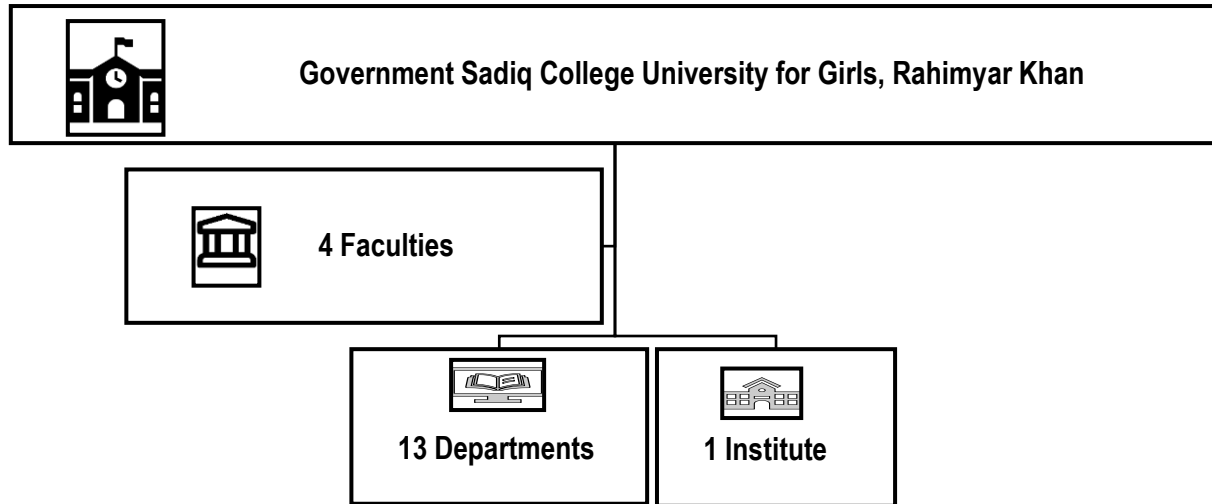 Government Sadiq College University for Girls, Rahimyar Khan
4 Faculties
13 Departments
1 Institute